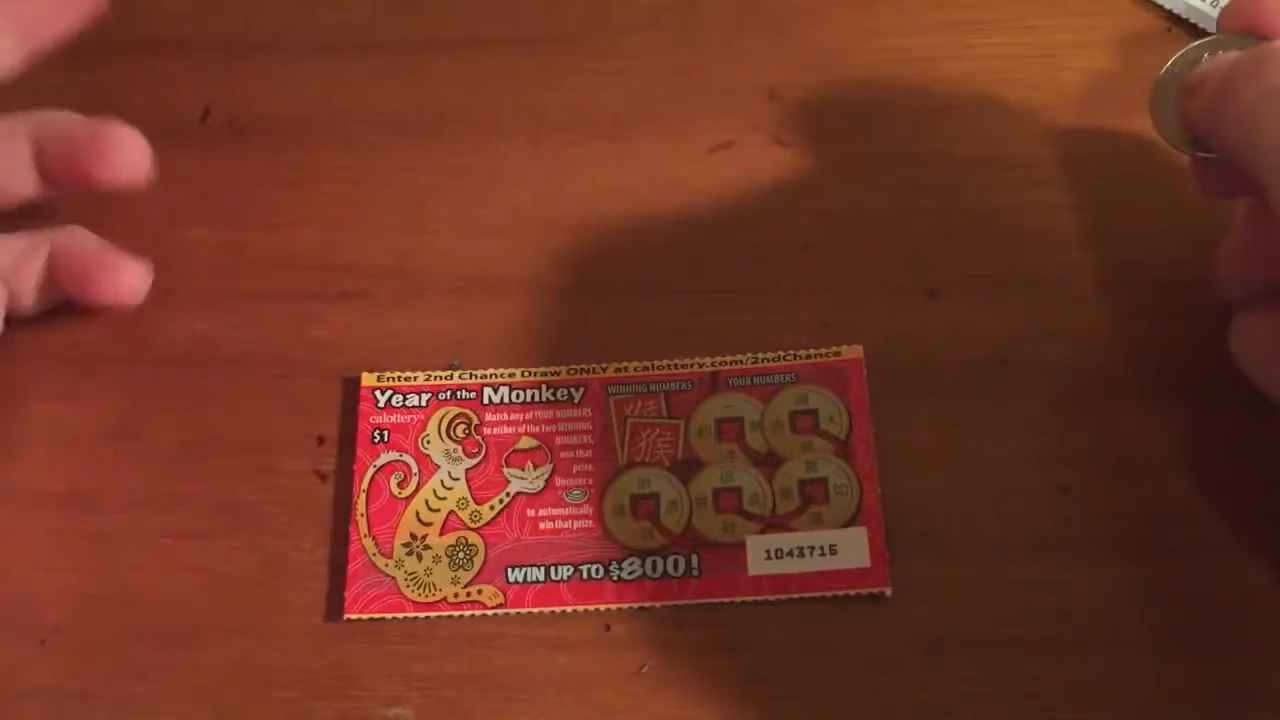 Enter 2nd Chance Draw ONLY at calottery.com/2ndChance
Year of the Monkey
calottery
$1
Match any of YOUR NUMBERS
to either of the two WINNING
NUMBERS,
win that
prize.
Uncover a
" "
to automatically
win that prize.
WINNING NUMBERS
YOUR NUMBERS
猴
WIN UP TO $800!
1043715